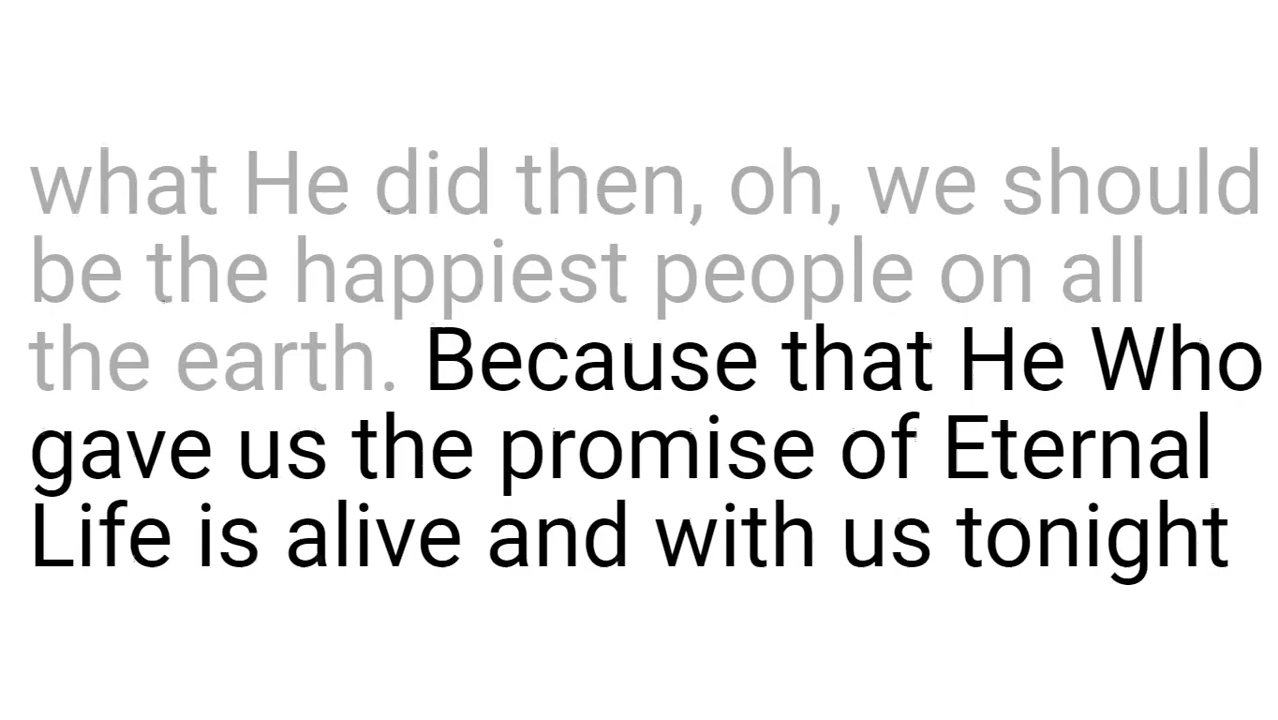 what He did then, oh, we should
be the happiest people on all
the earth. Because that He Who
gave us the promise of Eternal
Life is alive and with us tonight